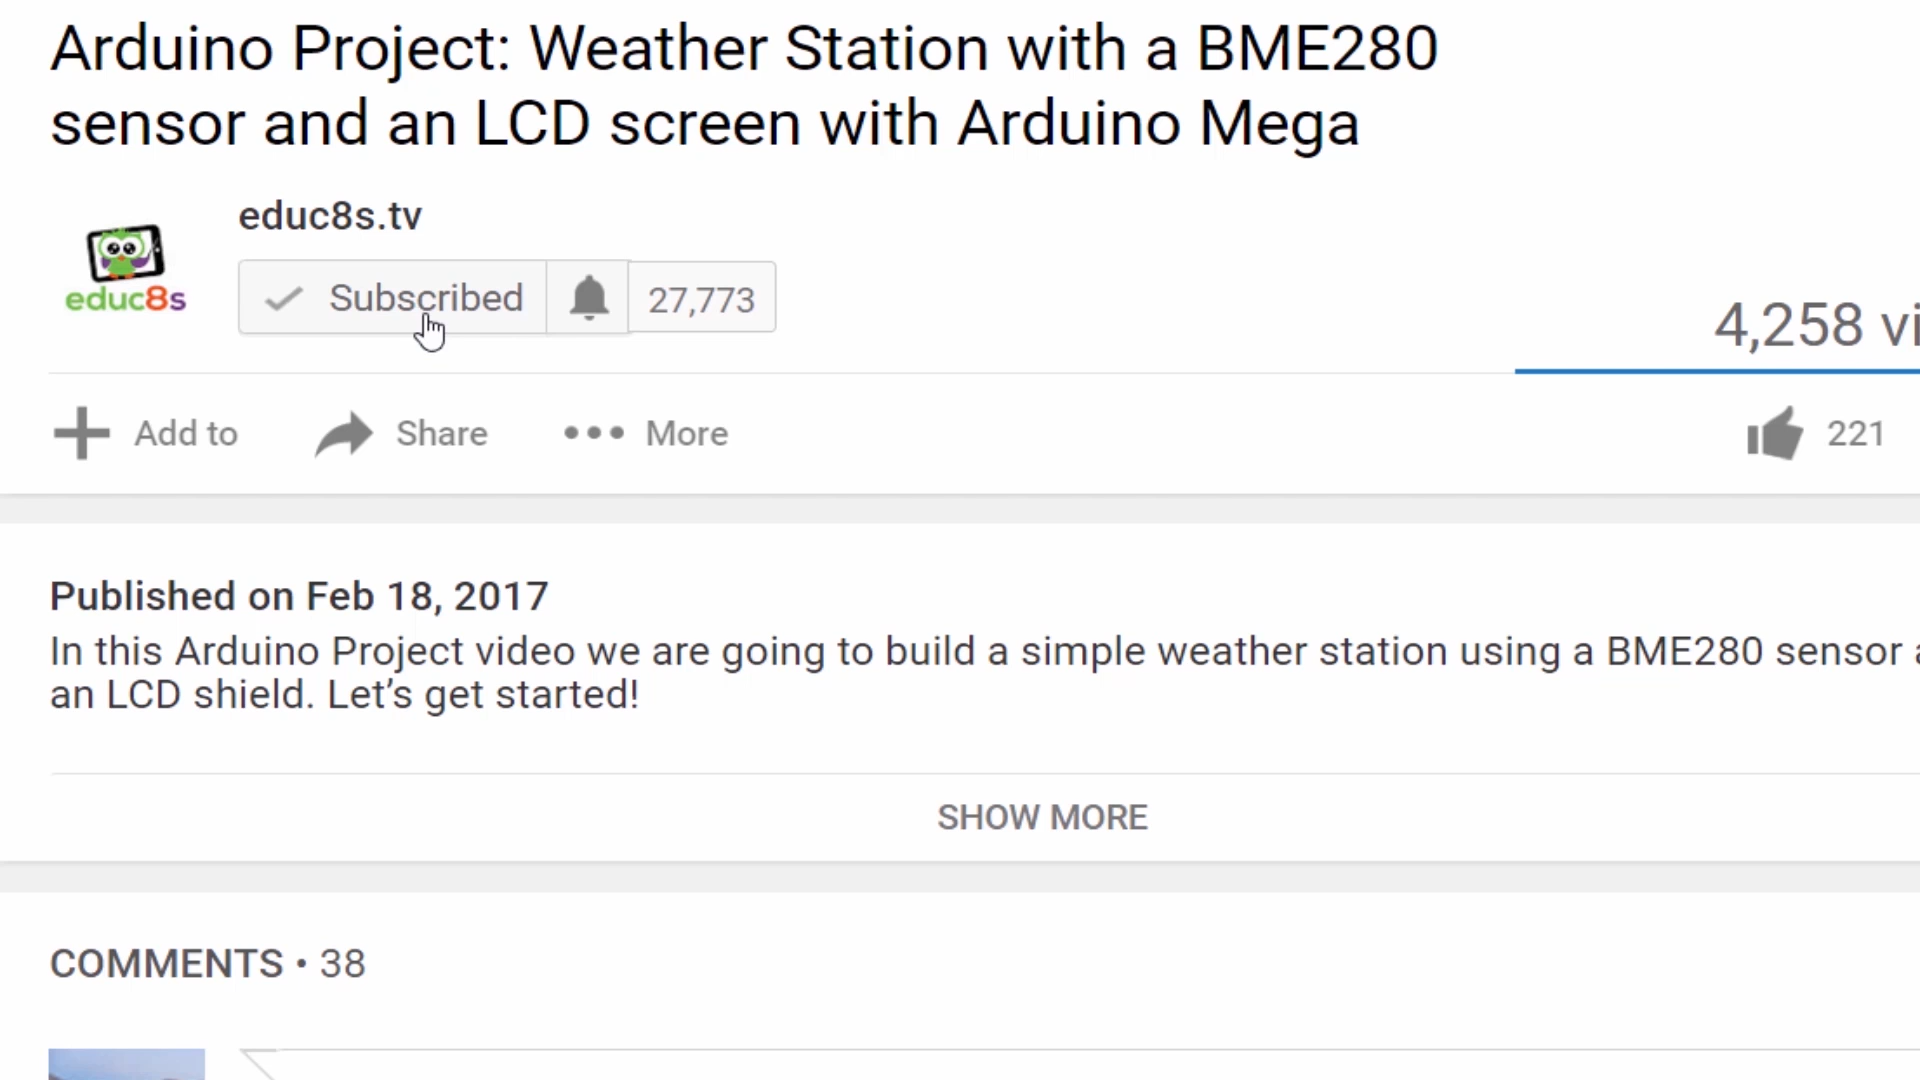 Arduino Project: Weather Station with a BME280
sensor and an LCD screen with Arduino Mega
educ8s.tv
educ8s
Subscribed
27,773
4,258
Add to
Share
More
221
Published on Feb 18, 2017
In this Arduino Project video we are going to build a simple weather station using a BME280 sensor
an LCD shield. Let’s get started!
SHOW MORE
COMMENTS • 38